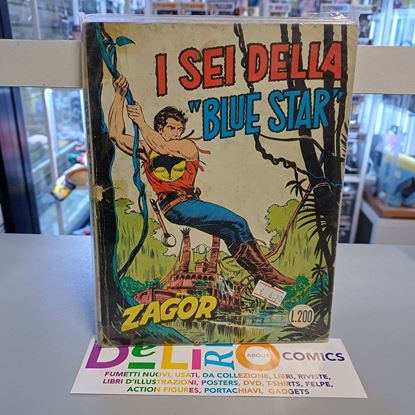 I SEI DELLA
"BLUE STAR"
ZAGOR
L.200
DeLiRO ABOUT COMICS
FUMETTI NUOVI, USATI, DA COLLEZIONE, LIBRI, RIVISTE,
LIBRI D'ILLUSTRAZIONI, POSTERS, DVD, T-SHIRTS, FELPE,
ACTION FIGURES, PORTACHIAVI, GADGETS